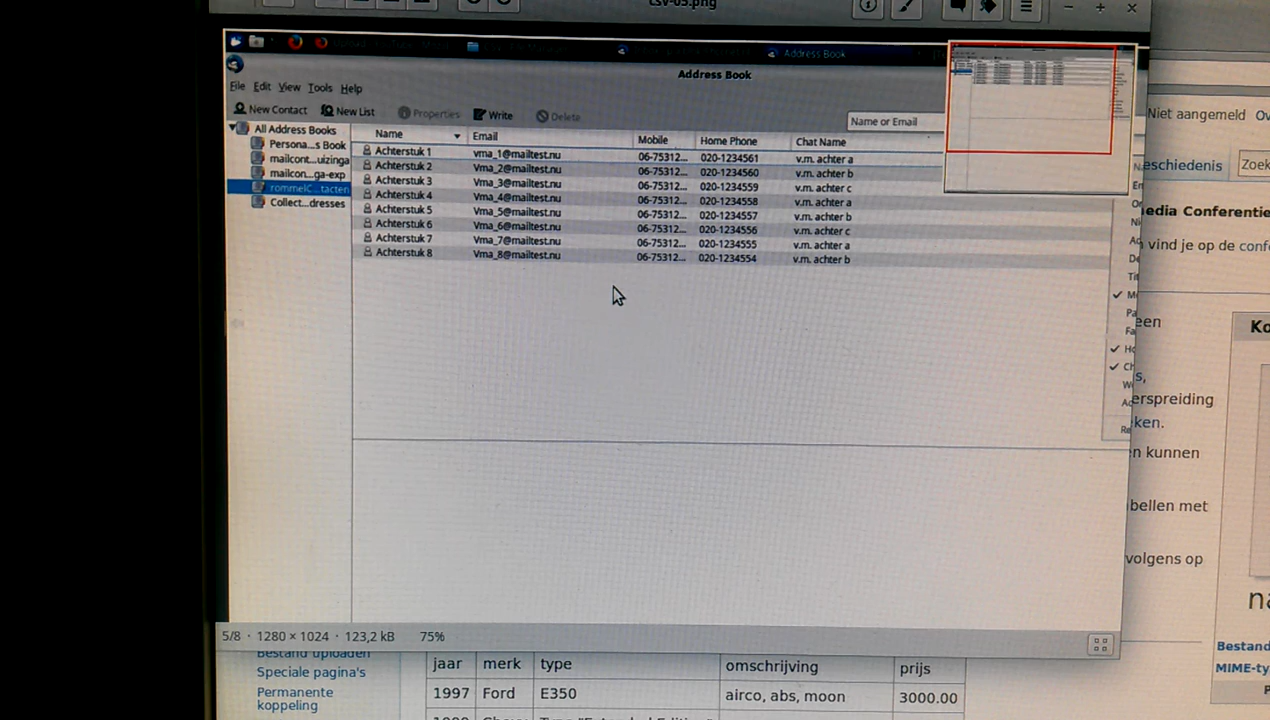 csv-05.png
Address Book
Address Book
File Edit View Tools Help
New Contact New List Properties Write Delete
Name or Email
All Address Books
Persona...s Book
mailcont...uizinga
mailcon...ga-exp
rommelC...tacten
Collect...dresses
Name Email Mobile Home Phone Chat Name
Achterstuk 1 vma_1@mailtest.nu 06-75312... 020-1234561 v.m. achter a
Achterstuk 2 Vma_2@mailtest.nu 06-75312... 020-1234560 v.m. achter b
Achterstuk 3 Vma_3@mailtest.nu 06-75312... 020-1234559 v.m. achter c
Achterstuk 4 Vma_4@mailtest.nu 06-75312... 020-1234558 v.m. achter a
Achterstuk 5 Vma_5@mailtest.nu 06-75312... 020-1234557 v.m. achter b
Achterstuk 6 Vma_6@mailtest.nu 06-75312... 020-1234556 v.m. achter c
Achterstuk 7 Vma_7@mailtest.nu 06-75312... 020-1234555 v.m. achter a
Achterstuk 8 Vma_8@mailtest.nu 06-75312... 020-1234554 v.m. achter b
5/8 · 1280 × 1024 · 123,2 kB 75%
Niet aangemeld Ov
eschiedenis Zoek
edia Conferentie
vind je op de conf
een
Ko
s,
erspreiding
ken.
n kunnen
bellen met
volgens op
na
Bestand
MIME-ty
Bestand uploaden
Speciale pagina's
Permanente
koppeling
jaar merk type omschrijving prijs
1997 Ford E350 airco, abs, moon 3000.00